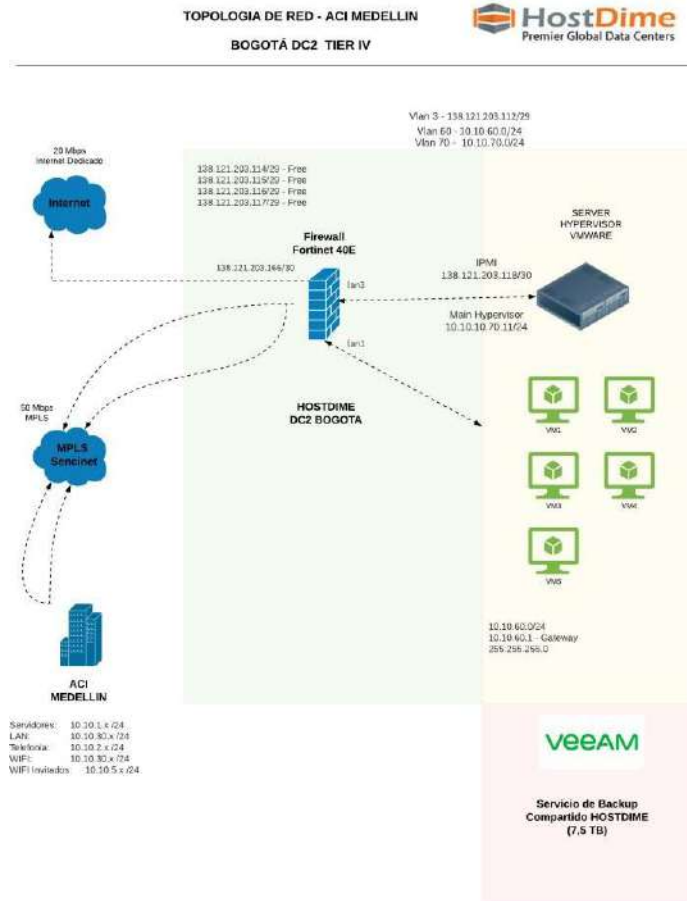 TOPOLOGIA DE RED - ACI MEDELLIN
BOGOTÁ DC2 TIER IV
HostDime
Premier Global Data Centers
Vlan 3 - 138.121.203.112/29
Vlan 60 - 10.10.60.0/24
Vlan 70 - 10.10.70.0/24
20 Mbps
Internet Dedicado
Internet
138.121.203.114/29 - Free
138.121.203.115/29 - Free
138.121.203.116/29 - Free
138.121.203.117/29 - Free
Firewall
Fortinet 40E
138.121.203.166/30
lan3
lan1
SERVER
HYPERVISOR
VMWARE
IPMI
138.121.203.118/30
Main Hypervisor
10.10.10.70.11/24
HOSTDIME
DC2 BOGOTA
50 Mbps
MPLS
MPLS
Sencinet
VM1
VM2
VM3
VM4
VM5
10.10.60.0/24
10.10.60.1 - Gateway
255.255.255.0
ACI
MEDELLIN
Servidores: 10.10.1.x /24
LAN: 10.10.30.x /24
Telefonia: 10.10.2.x /24
WIFI: 10.10.30.x /24
WIFI Invitados: 10.10.5.x /24
veeAM
Servicio de Backup
Compartido HOSTDIME
(7,5 TB)